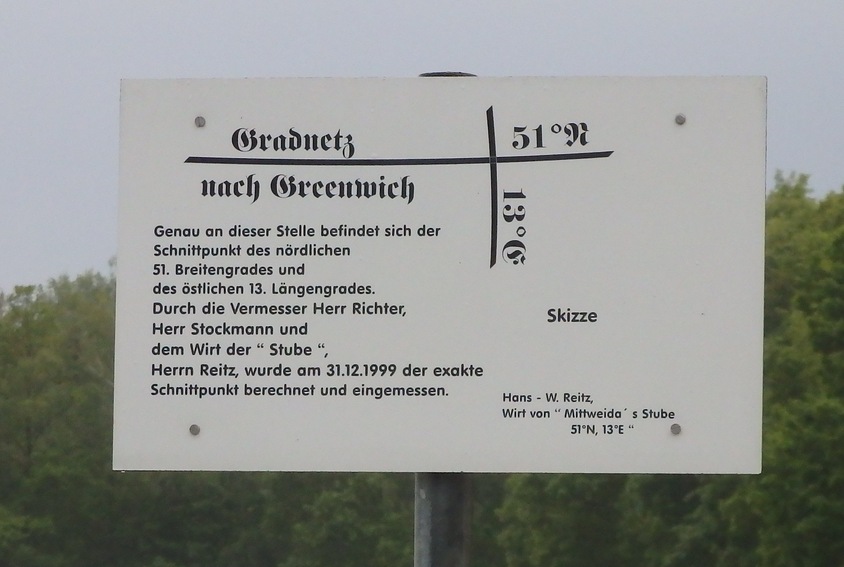 Gradnetz
51°N
nach Greenwich
13°E
Genau an dieser Stelle befindet sich der
Schnittpunkt des nördlichen
51. Breitengrades und
des östlichen 13. Längengrades.
Durch die Vermesser Herr Richter,
Herr Stockmann und
dem Wirt der “ Stube “,
Herrn Reitz, wurde am 31.12.1999 der exakte
Schnittpunkt berechnet und eingemessen.
Skizze
Hans - W. Reitz,
Wirt von “ Mittweida´ s Stube
51°N, 13°E “